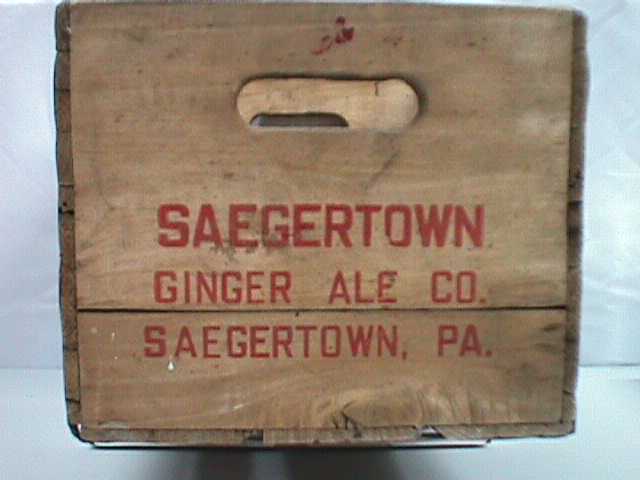 SAEGERTOWN
GINGER ALE CO.
SAEGERTOWN, PA.